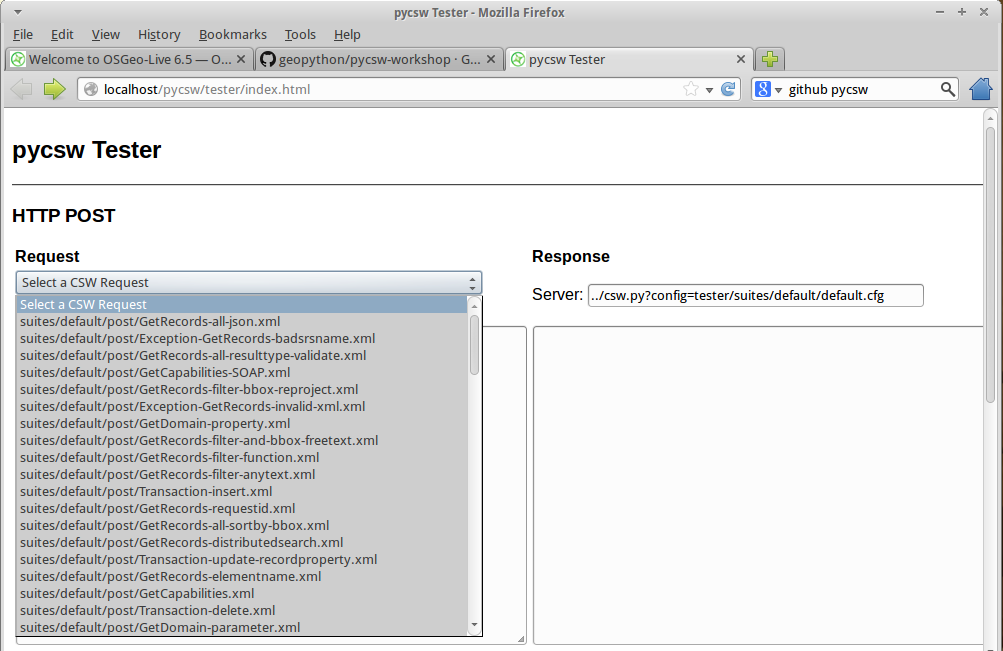 pycsw Tester - Mozilla Firefox
File Edit View History Bookmarks Tools Help
Welcome to OSGeo-Live 6.5 — O... geopython/pycsw-workshop · G... pycsw Tester
localhost/pycsw/tester/index.html 8 github pycsw
pycsw Tester
HTTP POST
Request Response
Select a CSW Request
Server: ../csw.py?config=tester/suites/default/default.cfg
Select a CSW Request
suites/default/post/GetRecords-all-json.xml
suites/default/post/Exception-GetRecords-badsrsname.xml
suites/default/post/GetRecords-all-resulttype-validate.xml
suites/default/post/GetCapabilities-SOAP.xml
suites/default/post/GetRecords-filter-bbox-reproject.xml
suites/default/post/Exception-GetRecords-invalid-xml.xml
suites/default/post/GetDomain-property.xml
suites/default/post/GetRecords-filter-and-bbox-freetext.xml
suites/default/post/GetRecords-filter-function.xml
suites/default/post/GetRecords-filter-anytext.xml
suites/default/post/Transaction-insert.xml
suites/default/post/GetRecords-requestid.xml
suites/default/post/GetRecords-all-sortby-bbox.xml
suites/default/post/GetRecords-distributedsearch.xml
suites/default/post/Transaction-update-recordproperty.xml
suites/default/post/GetRecords-elementname.xml
suites/default/post/GetCapabilities.xml
suites/default/post/Transaction-delete.xml
suites/default/post/GetDomain-parameter.xml